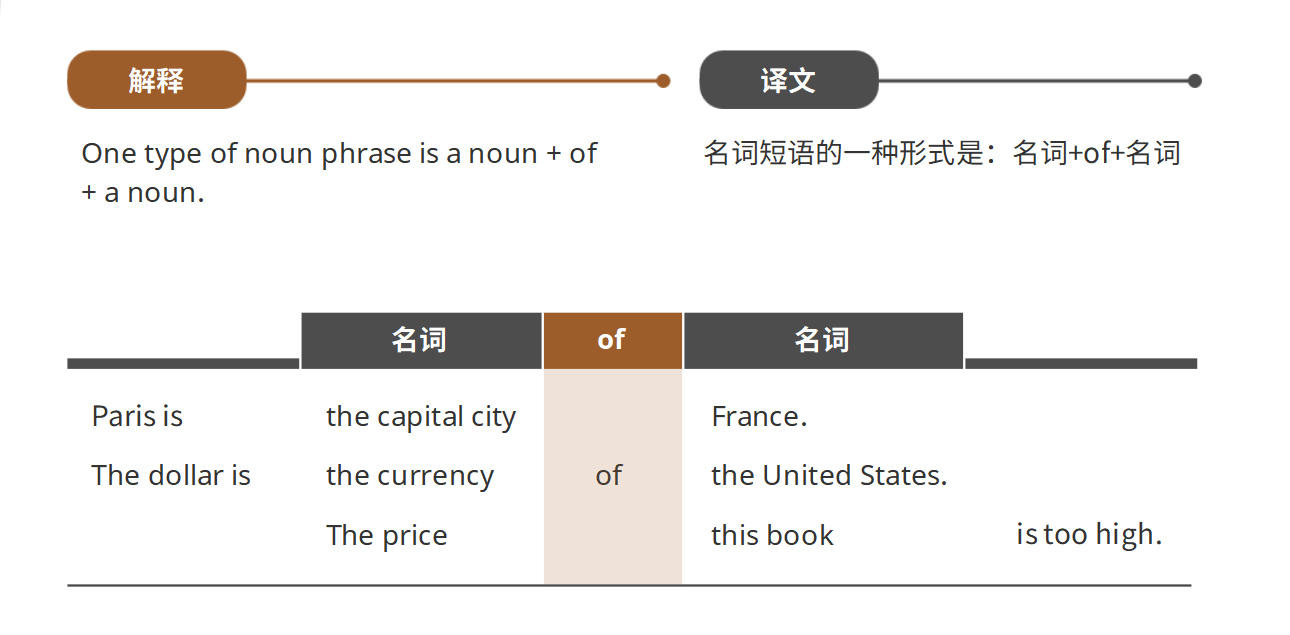 解释
One type of noun phrase is a noun + of
+ a noun.
译文
名词短语的一种形式是：名词+of+名词
名词 of 名词
Paris is the capital city France.
The dollar is the currency of the United States.
The price this book is too high.